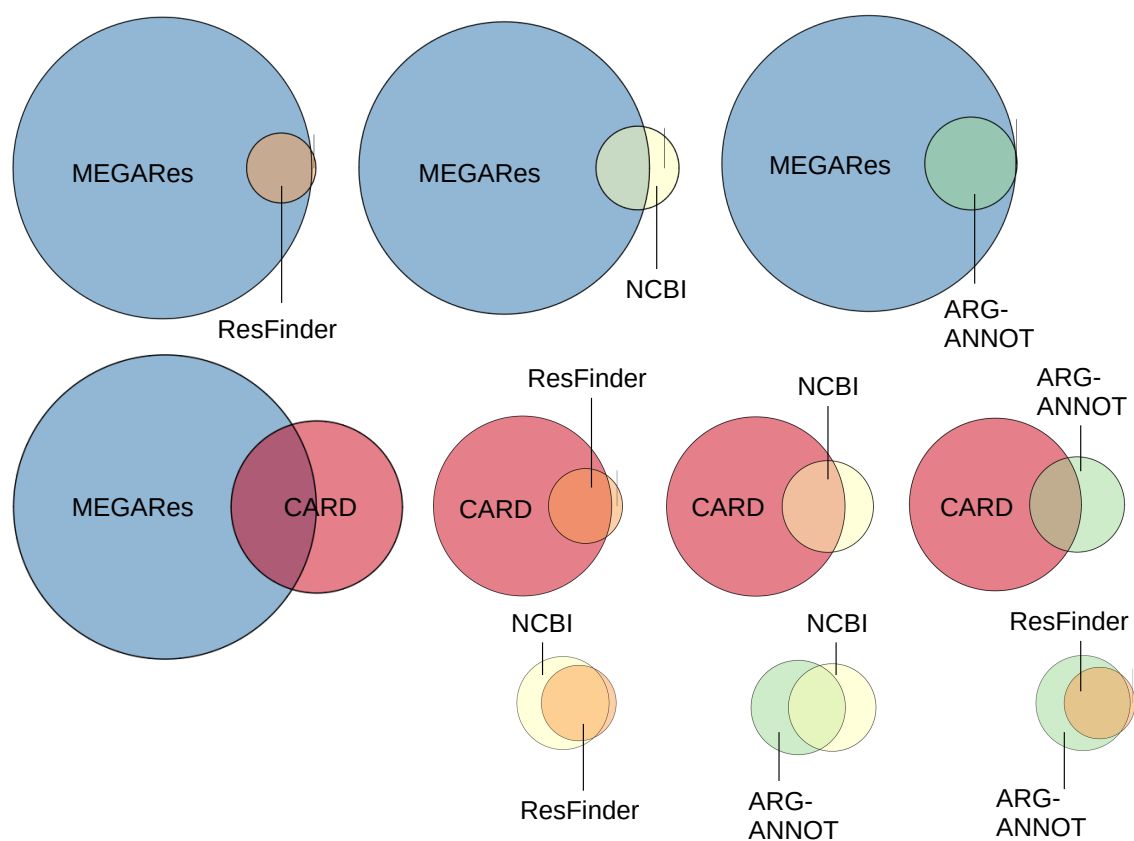 MEGARes
ResFinder
MEGARes
NCBI
MEGARes
ARG-
ANNOT
MEGARes
CARD
ResFinder
CARD
NCBI
CARD
ARG-
ANNOT
CARD
NCBI
ResFinder
NCBI
ARG-
ANNOT
ResFinder
ARG-
ANNOT